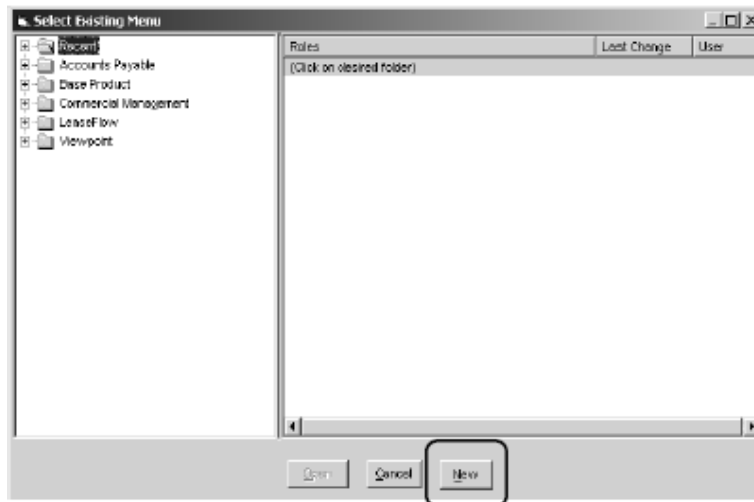 Select Existing Menu
Recent
Accounts Payable
Base Product
Commercial Management
LeaseFlow
Viewpoint
Roles Last Change User
(Click on desired folder)
Open Cancel New